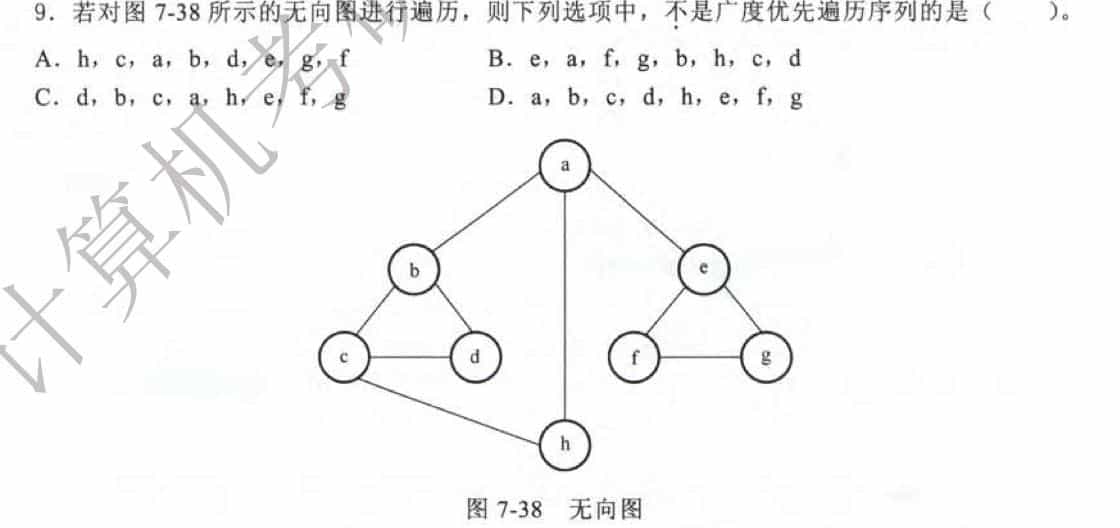 9. 若对图 7-38 所示的无向图进行遍历，则下列选项中，不是广度优先遍历序列的是（　　）。
A. h, c, a, b, d, e, g, f　　B. e, a, f, g, b, h, c, d
C. d, b, c, a, h, e, f, g　　D. a, b, c, d, h, e, f, g
a
b e
c d f g
h
图 7-38　无向图
计算机考